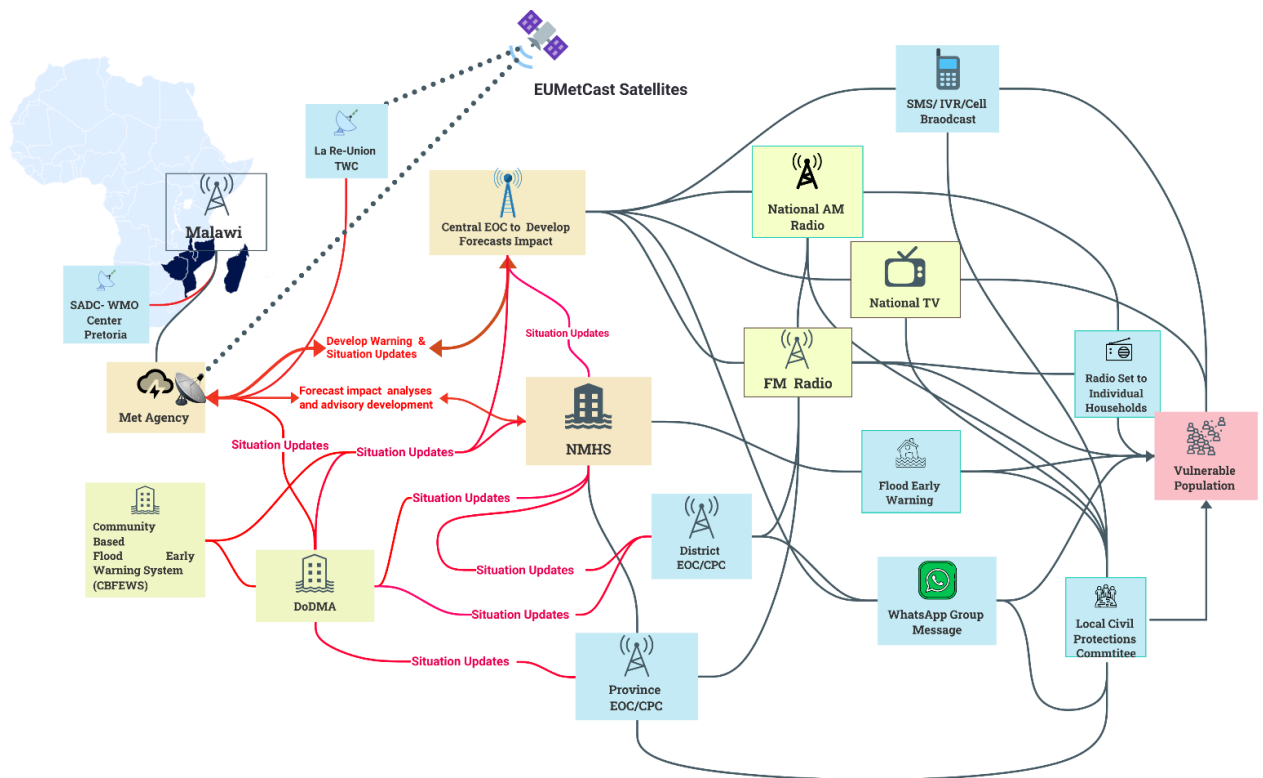 EUMetCast Satellites
SMS/ IVR/Cell
Braodcast
La Re-Union
TWC
Malawi
National AM
Radio
Central EOC to Develop
Forecasts Impact
SADC- WMO
Center
Pretoria
National TV
Develop Warning &
Situation Updates
Situation Updates
FM Radio
Radio Set to
Individual
Households
Met Agency
Forecast impact analyses
and advisory development
Situation Updates
Situation Updates
NMHS
Vulnerable
Population
Flood Early
Warning
Situation Updates
Community
Based
Flood Early
Warning System
(CBFEWS)
District
EOC/CPC
Situation Updates
DoDMA
Situation Updates
WhatsApp Group
Message
Local Civil
Protections
Commtitee
Situation Updates
Province
EOC/CPC